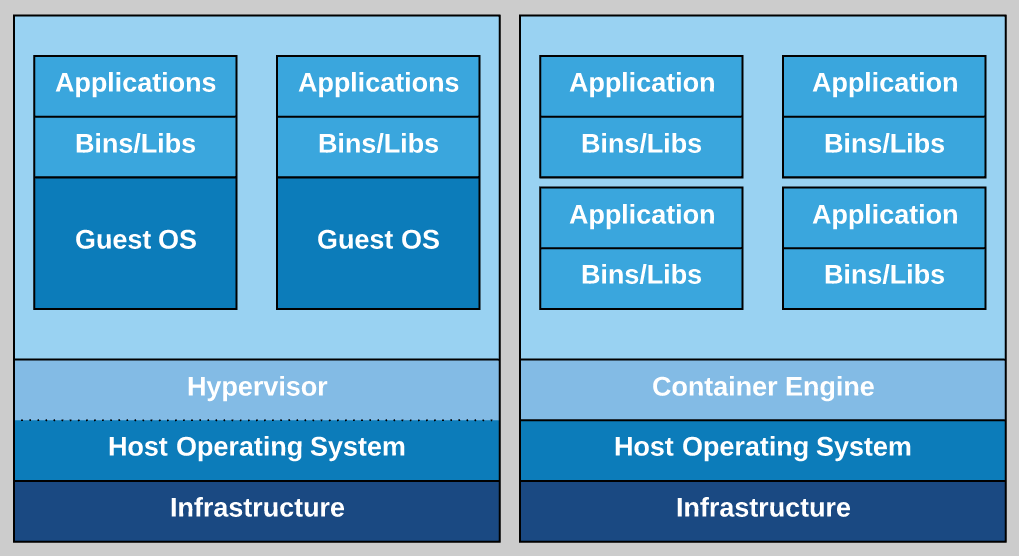 Applications
Bins/Libs
Guest OS
Applications
Bins/Libs
Guest OS
Hypervisor
Host Operating System
Infrastructure
Application
Bins/Libs
Application
Bins/Libs
Application
Bins/Libs
Application
Bins/Libs
Container Engine
Host Operating System
Infrastructure